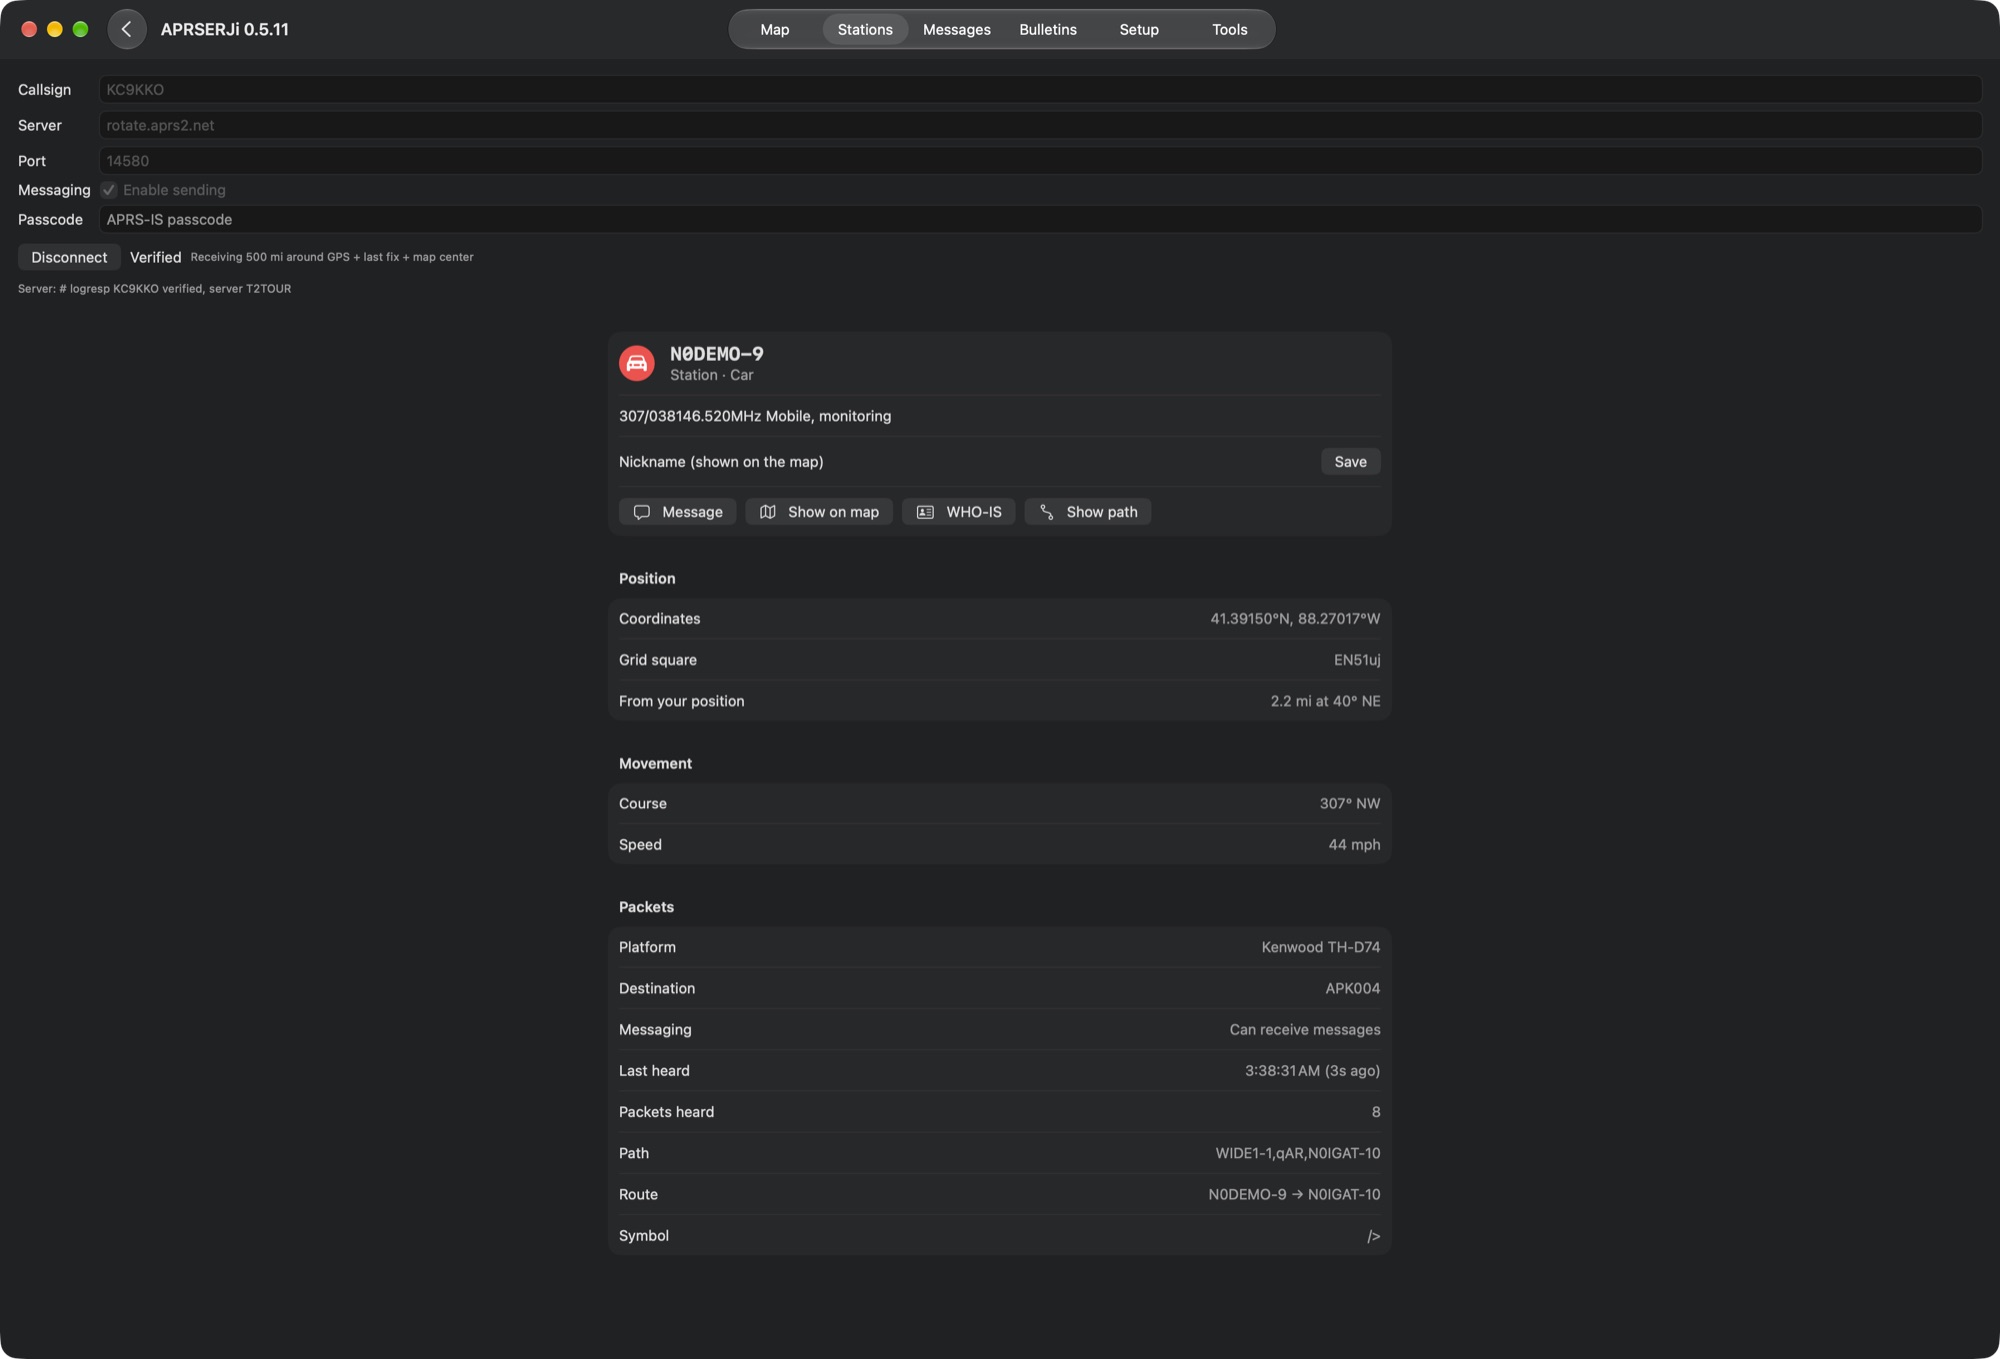 APRSERJi 0.5.11
Map Stations Messages Bulletins Setup Tools
Callsign KC9KKO
Server rotate.aprs2.net
Port 14580
Messaging Enable sending
Passcode APRS-IS passcode
Disconnect Verified Receiving 500 mi around GPS + last fix + map center
Server: # logresp KC9KKO verified, server T2TOUR
N0DEMO-9
Station · Car
307/038146.520MHz Mobile, monitoring
Nickname (shown on the map) Save
Message Show on map WHO-IS Show path
Position
Coordinates 41.39150°N, 88.27017°W
Grid square EN51uj
From your position 2.2 mi at 40° NE
Movement
Course 307° NW
Speed 44 mph
Packets
Platform Kenwood TH-D74
Destination APK004
Messaging Can receive messages
Last heard 3:38:31 AM (3s ago)
Packets heard 8
Path WIDE1-1,qAR,N0IGAT-10
Route N0DEMO-9 → N0IGAT-10
Symbol />